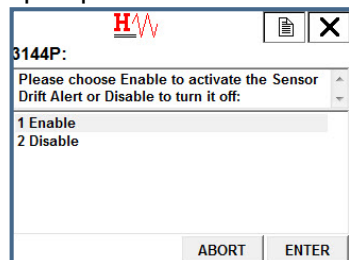 H
3144P:
Please choose Enable to activate the Sensor
Drift Alert or Disable to turn it off:
1 Enable
2 Disable
ABORT ENTER